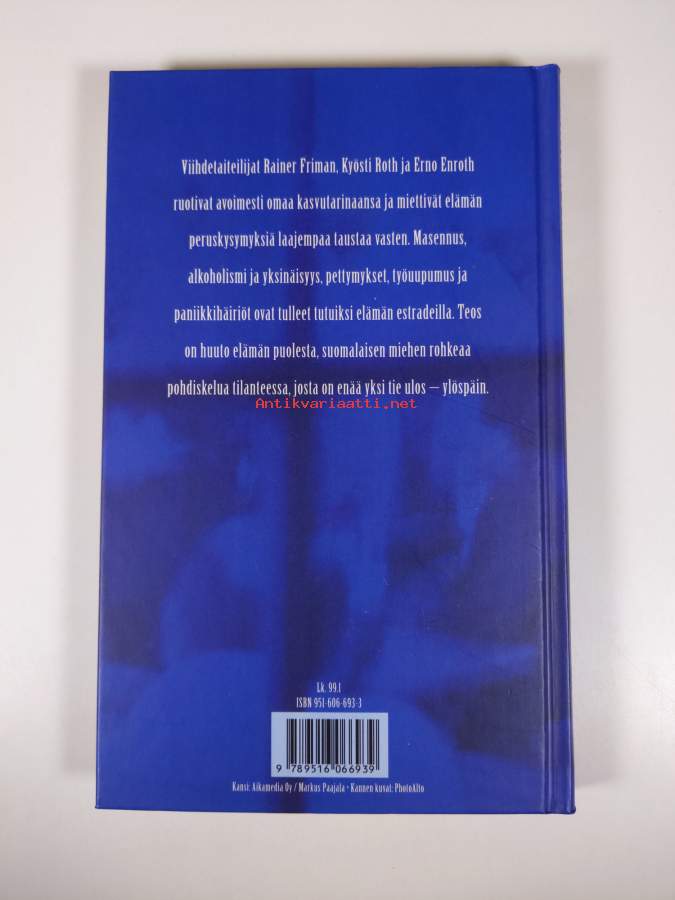 Viihdetaiteilijat Rainer Friman, Kyösti Roth ja Erno Enroth
ruotivat avoimesti omaa kasvutarinaansa ja miettivät elämän
peruskysymyksiä laajempaa taustaa vasten. Masennus,
alkoholismi ja yksinäisyys, pettymykset, työuupumus ja
paniikkihäiriöt ovat tulleet tutuiksi elämän estradeilla. Teos
on huuto elämän puolesta, suomalaisen miehen rohkeaa
pohdiskelua tilanteessa, josta on enää yksi tie ulos – ylöspäin.
Antikvariaatti.net
Lk. 99.1
ISBN 951-606-693-3
9 789516 066939
Kansi: Aikamedia Oy / Markus Paajala • Kannen kuvat: PhotoAlto